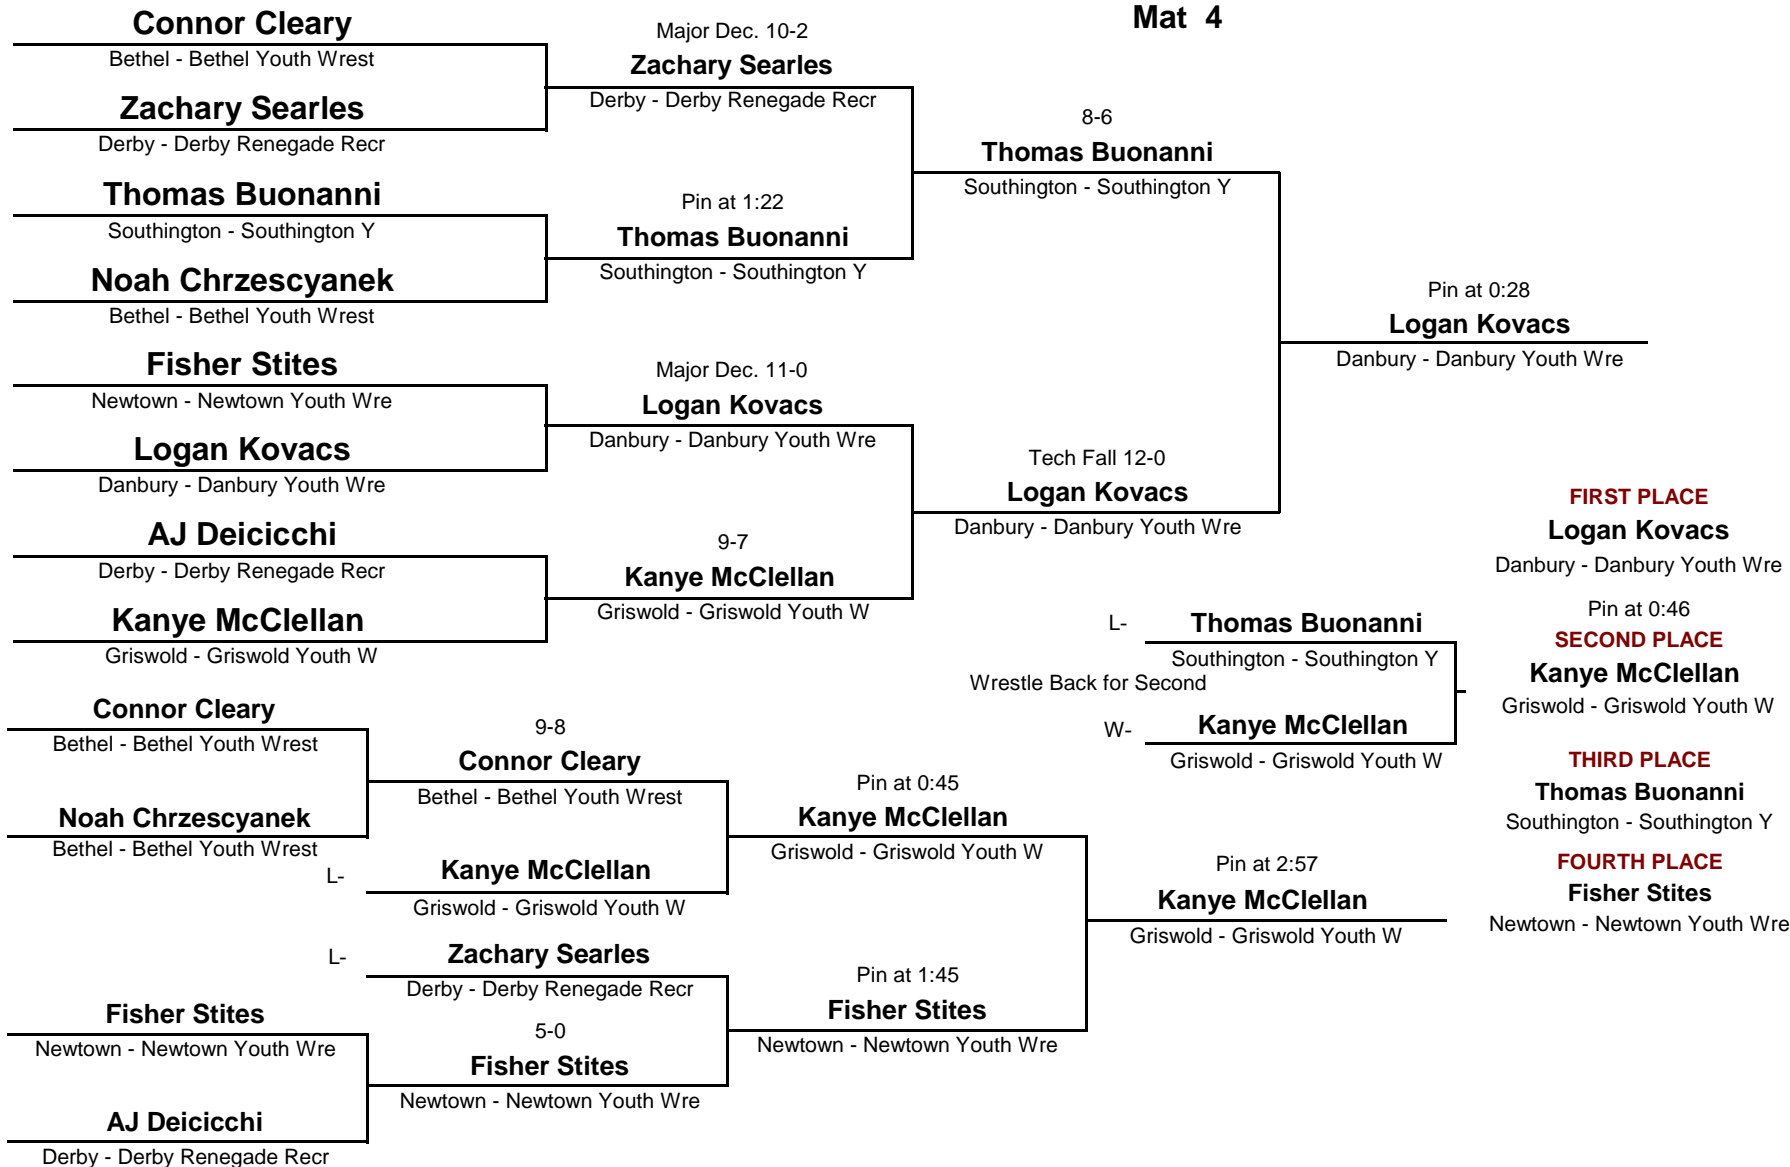 Mat 4
Connor Cleary
Bethel - Bethel Youth Wrest
Zachary Searles
Derby - Derby Renegade Recr
Thomas Buonanni
Southington - Southington Y
Noah Chrzescyanek
Bethel - Bethel Youth Wrest
Fisher Stites
Newtown - Newtown Youth Wre
Logan Kovacs
Danbury - Danbury Youth Wre
AJ Deicicchi
Derby - Derby Renegade Recr
Kanye McClellan
Griswold - Griswold Youth W
Major Dec. 10-2
Zachary Searles
Derby - Derby Renegade Recr
Pin at 1:22
Thomas Buonanni
Southington - Southington Y
Major Dec. 11-0
Logan Kovacs
Danbury - Danbury Youth Wre
9-7
Kanye McClellan
Griswold - Griswold Youth W
8-6
Thomas Buonanni
Southington - Southington Y
Tech Fall 12-0
Logan Kovacs
Danbury - Danbury Youth Wre
Pin at 0:28
Logan Kovacs
Danbury - Danbury Youth Wre
Connor Cleary
Bethel - Bethel Youth Wrest
Noah Chrzescyanek
Bethel - Bethel Youth Wrest
Fisher Stites
Newtown - Newtown Youth Wre
AJ Deicicchi
Derby - Derby Renegade Recr
9-8
Connor Cleary
Bethel - Bethel Youth Wrest
L-
Kanye McClellan
Griswold - Griswold Youth W
L-
Zachary Searles
Derby - Derby Renegade Recr
5-0
Fisher Stites
Newtown - Newtown Youth Wre
Pin at 0:45
Kanye McClellan
Griswold - Griswold Youth W
Pin at 1:45
Fisher Stites
Newtown - Newtown Youth Wre
Pin at 2:57
Kanye McClellan
Griswold - Griswold Youth W
L-
Thomas Buonanni
Southington - Southington Y
Wrestle Back for Second
W-
Kanye McClellan
Griswold - Griswold Youth W
FIRST PLACE
Logan Kovacs
Danbury - Danbury Youth Wre
Pin at 0:46
SECOND PLACE
Kanye McClellan
Griswold - Griswold Youth W
THIRD PLACE
Thomas Buonanni
Southington - Southington Y
FOURTH PLACE
Fisher Stites
Newtown - Newtown Youth Wre